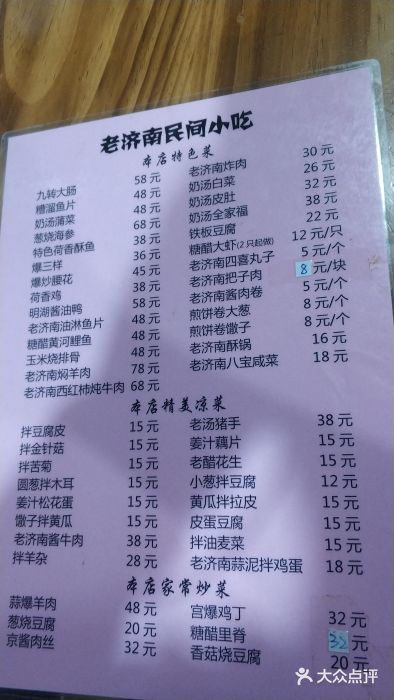 老济南民间小吃
本店特色菜
九转大肠 58元
糟溜鱼片 48元
奶汤蒲菜 48元
葱烧海参 68元
特色荷香酥鱼 38元
爆三样 36元
爆炒腰花 45元
荷香鸡 38元
明湖酱油鸭 58元
老济南油淋鱼片 48元
糖醋黄河鲤鱼 48元
玉米烧排骨 48元
老济南焖羊肉 78元
老济南西红柿炖牛肉 68元
老济南炸肉 30元
奶汤白菜 26元
奶汤皮肚 32元
奶汤全家福 38元
铁板豆腐 22元
糖醋大虾(2只起做) 12元/只
老济南四喜丸子 5元/个
老济南把子肉 8元/块
老济南酱肉卷 5元/个
煎饼卷大葱 8元/个
煎饼卷馓子 8元/个
老济南酥锅 16元
老济南八宝咸菜 18元
本店精美凉菜
拌豆腐皮 15元
拌金针菇 15元
拌苦菊 15元
圆葱拌木耳 15元
姜汁松花蛋 15元
馓子拌黄瓜 15元
老济南酱牛肉 38元
拌羊杂 28元
老汤猪手 38元
姜汁藕片 15元
老醋花生 15元
小葱拌豆腐 12元
黄瓜拌拉皮 15元
皮蛋豆腐 15元
拌油麦菜 15元
老济南蒜泥拌鸡蛋 18元
本店家常炒菜
蒜爆羊肉 48元
葱烧豆腐 20元
京酱肉丝 32元
宫爆鸡丁 32元
糖醋里脊 32元
香菇烧豆腐 20元
大众点评